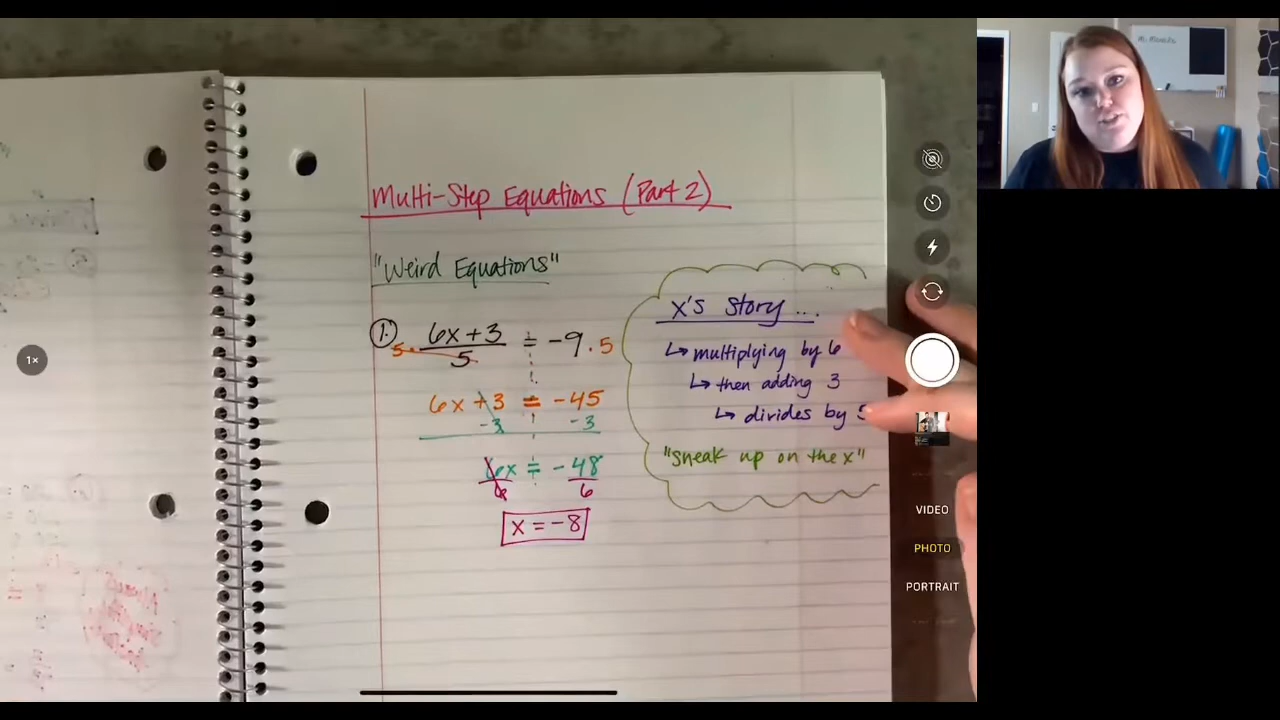 Multi-Step Equations (Part 2)
"Weird Equations"
1. 6x+3 = -9 . 5
5 . 5
6x +3 = -45
-3 -3
6x = -48
6 6
x = -8
x's story ...
↳ multiplying by 6
↳ then adding 3
↳ divides by 5
"sneak up on the x"
1×
VIDEO
PHOTO
PORTRAIT